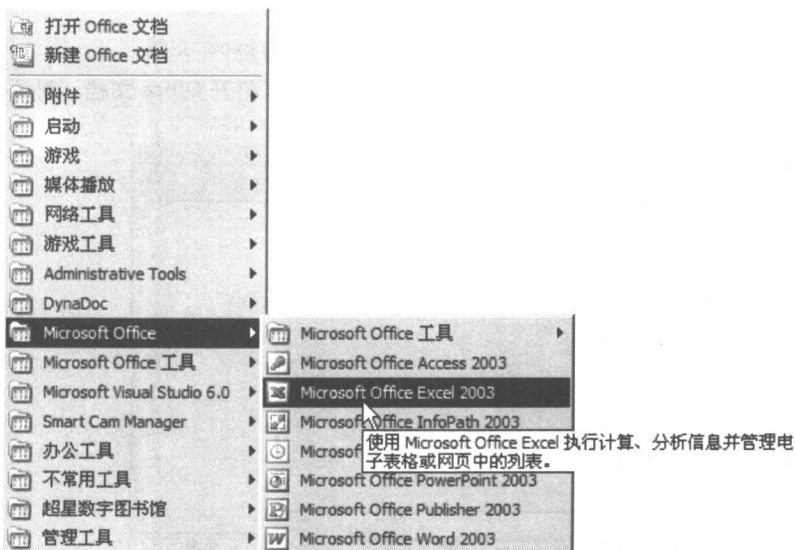 打开 Office 文档
新建 Office 文档
附件
启动
游戏
媒体播放
网络工具
游戏工具
Administrative Tools
DynaDoc
Microsoft Office
Microsoft Office 工具
Microsoft Visual Studio 6.0
Smart Cam Manager
办公工具
不常用工具
超星数字图书馆
管理工具
Microsoft Office 工具
Microsoft Office Access 2003
Microsoft Office Excel 2003
Microsoft Office InfoPath 2003
Microsof
使用 Microsoft Office Excel 执行计算、分析信息并管理电
子表格或网页中的列表。
Microsoft Office PowerPoint 2003
Microsoft Office Publisher 2003
Microsoft Office Word 2003